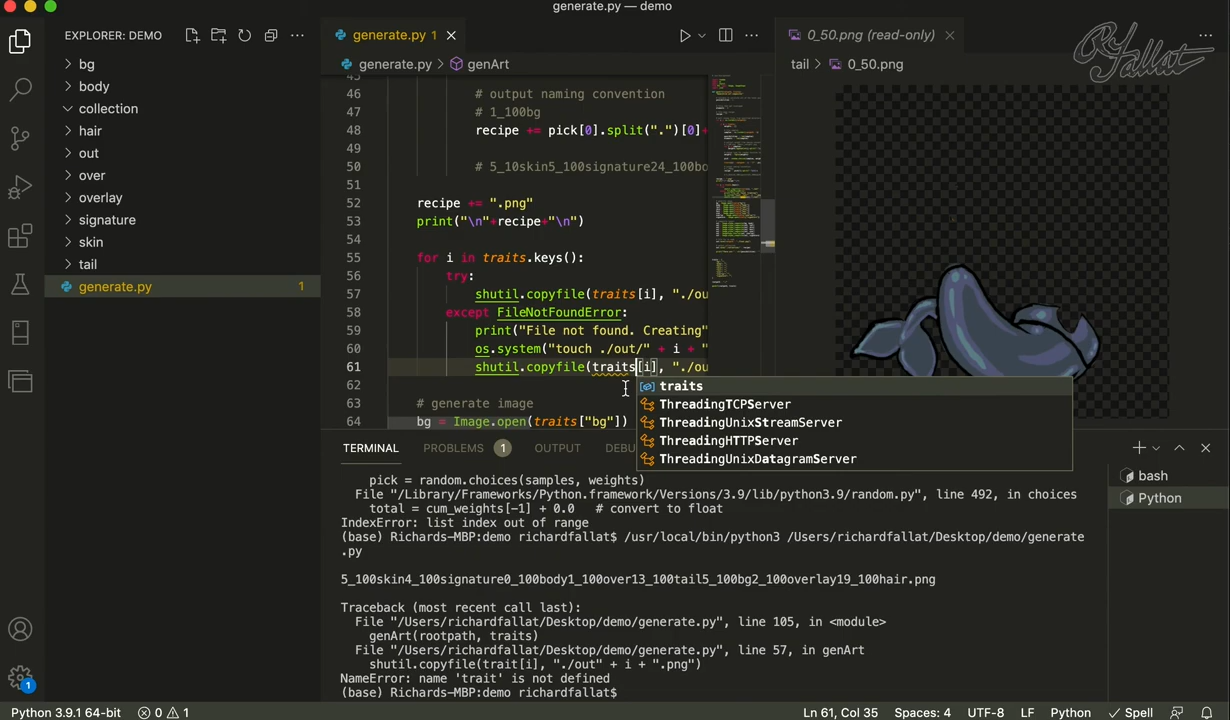 generate.py — demo
EXPLORER: DEMO
bg
body
collection
hair
out
over
overlay
signature
skin
tail
generate.py 1
generate.py 1
generate.py > genArt
46 # output naming convention
47 # 1_100bg
48 recipe += pick[0].split(".")[0]+
49
50 # 5_10skin5_100signature24_100bo
51
52 recipe += ".png"
53 print("\n"+recipe+"\n")
54
55 for i in traits.keys():
56 try:
57 shutil.copyfile(traits[i], "./ou
58 except FileNotFoundError:
59 print("File not found. Creating"
60 os.system("touch ./out/" + i + "
61 shutil.copyfile(traits[i], "./ou
62
63 # generate image
64 bg = Image.open(traits["bg"])
traits
ThreadingTCPServer
ThreadingUnixStreamServer
ThreadingHTTPServer
ThreadingUnixDatagramServer
0_50.png (read-only)
tail > 0_50.png
RJ Fallat
TERMINAL PROBLEMS 1 OUTPUT DEBU
bash
Python
pick = random.choices(samples, weights)
File "/Library/Frameworks/Python.framework/Versions/3.9/lib/python3.9/random.py", line 492, in choices
total = cum_weights[-1] + 0.0 # convert to float
IndexError: list index out of range
(base) Richards-MBP:demo richardfallat$ /usr/local/bin/python3 /Users/richardfallat/Desktop/demo/generate
.py
5_100skin4_100signature0_100body1_100over13_100tail5_100bg2_100overlay19_100hair.png
Traceback (most recent call last):
File "/Users/richardfallat/Desktop/demo/generate.py", line 105, in <module>
genArt(rootpath, traits)
File "/Users/richardfallat/Desktop/demo/generate.py", line 57, in genArt
shutil.copyfile(trait[i], "./out" + i + ".png")
NameError: name 'trait' is not defined
(base) Richards-MBP:demo richardfallat$
1
Python 3.9.1 64-bit 0 1 Ln 61, Col 35 Spaces: 4 UTF-8 LF Python Spell